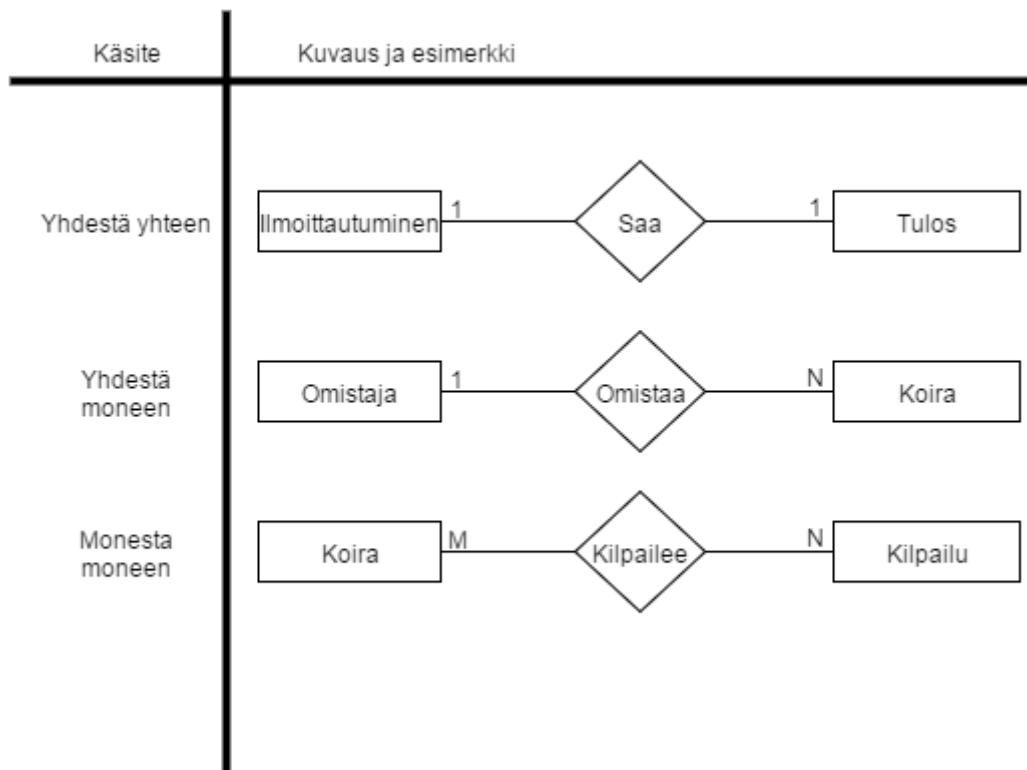 Käsite
Kuvaus ja esimerkki
Yhdestä yhteen
Ilmoittautuminen
1
Saa
1
Tulos
Yhdestä
moneen
Omistaja
1
Omistaa
N
Koira
Monesta
moneen
Koira
M
Kilpailee
N
Kilpailu